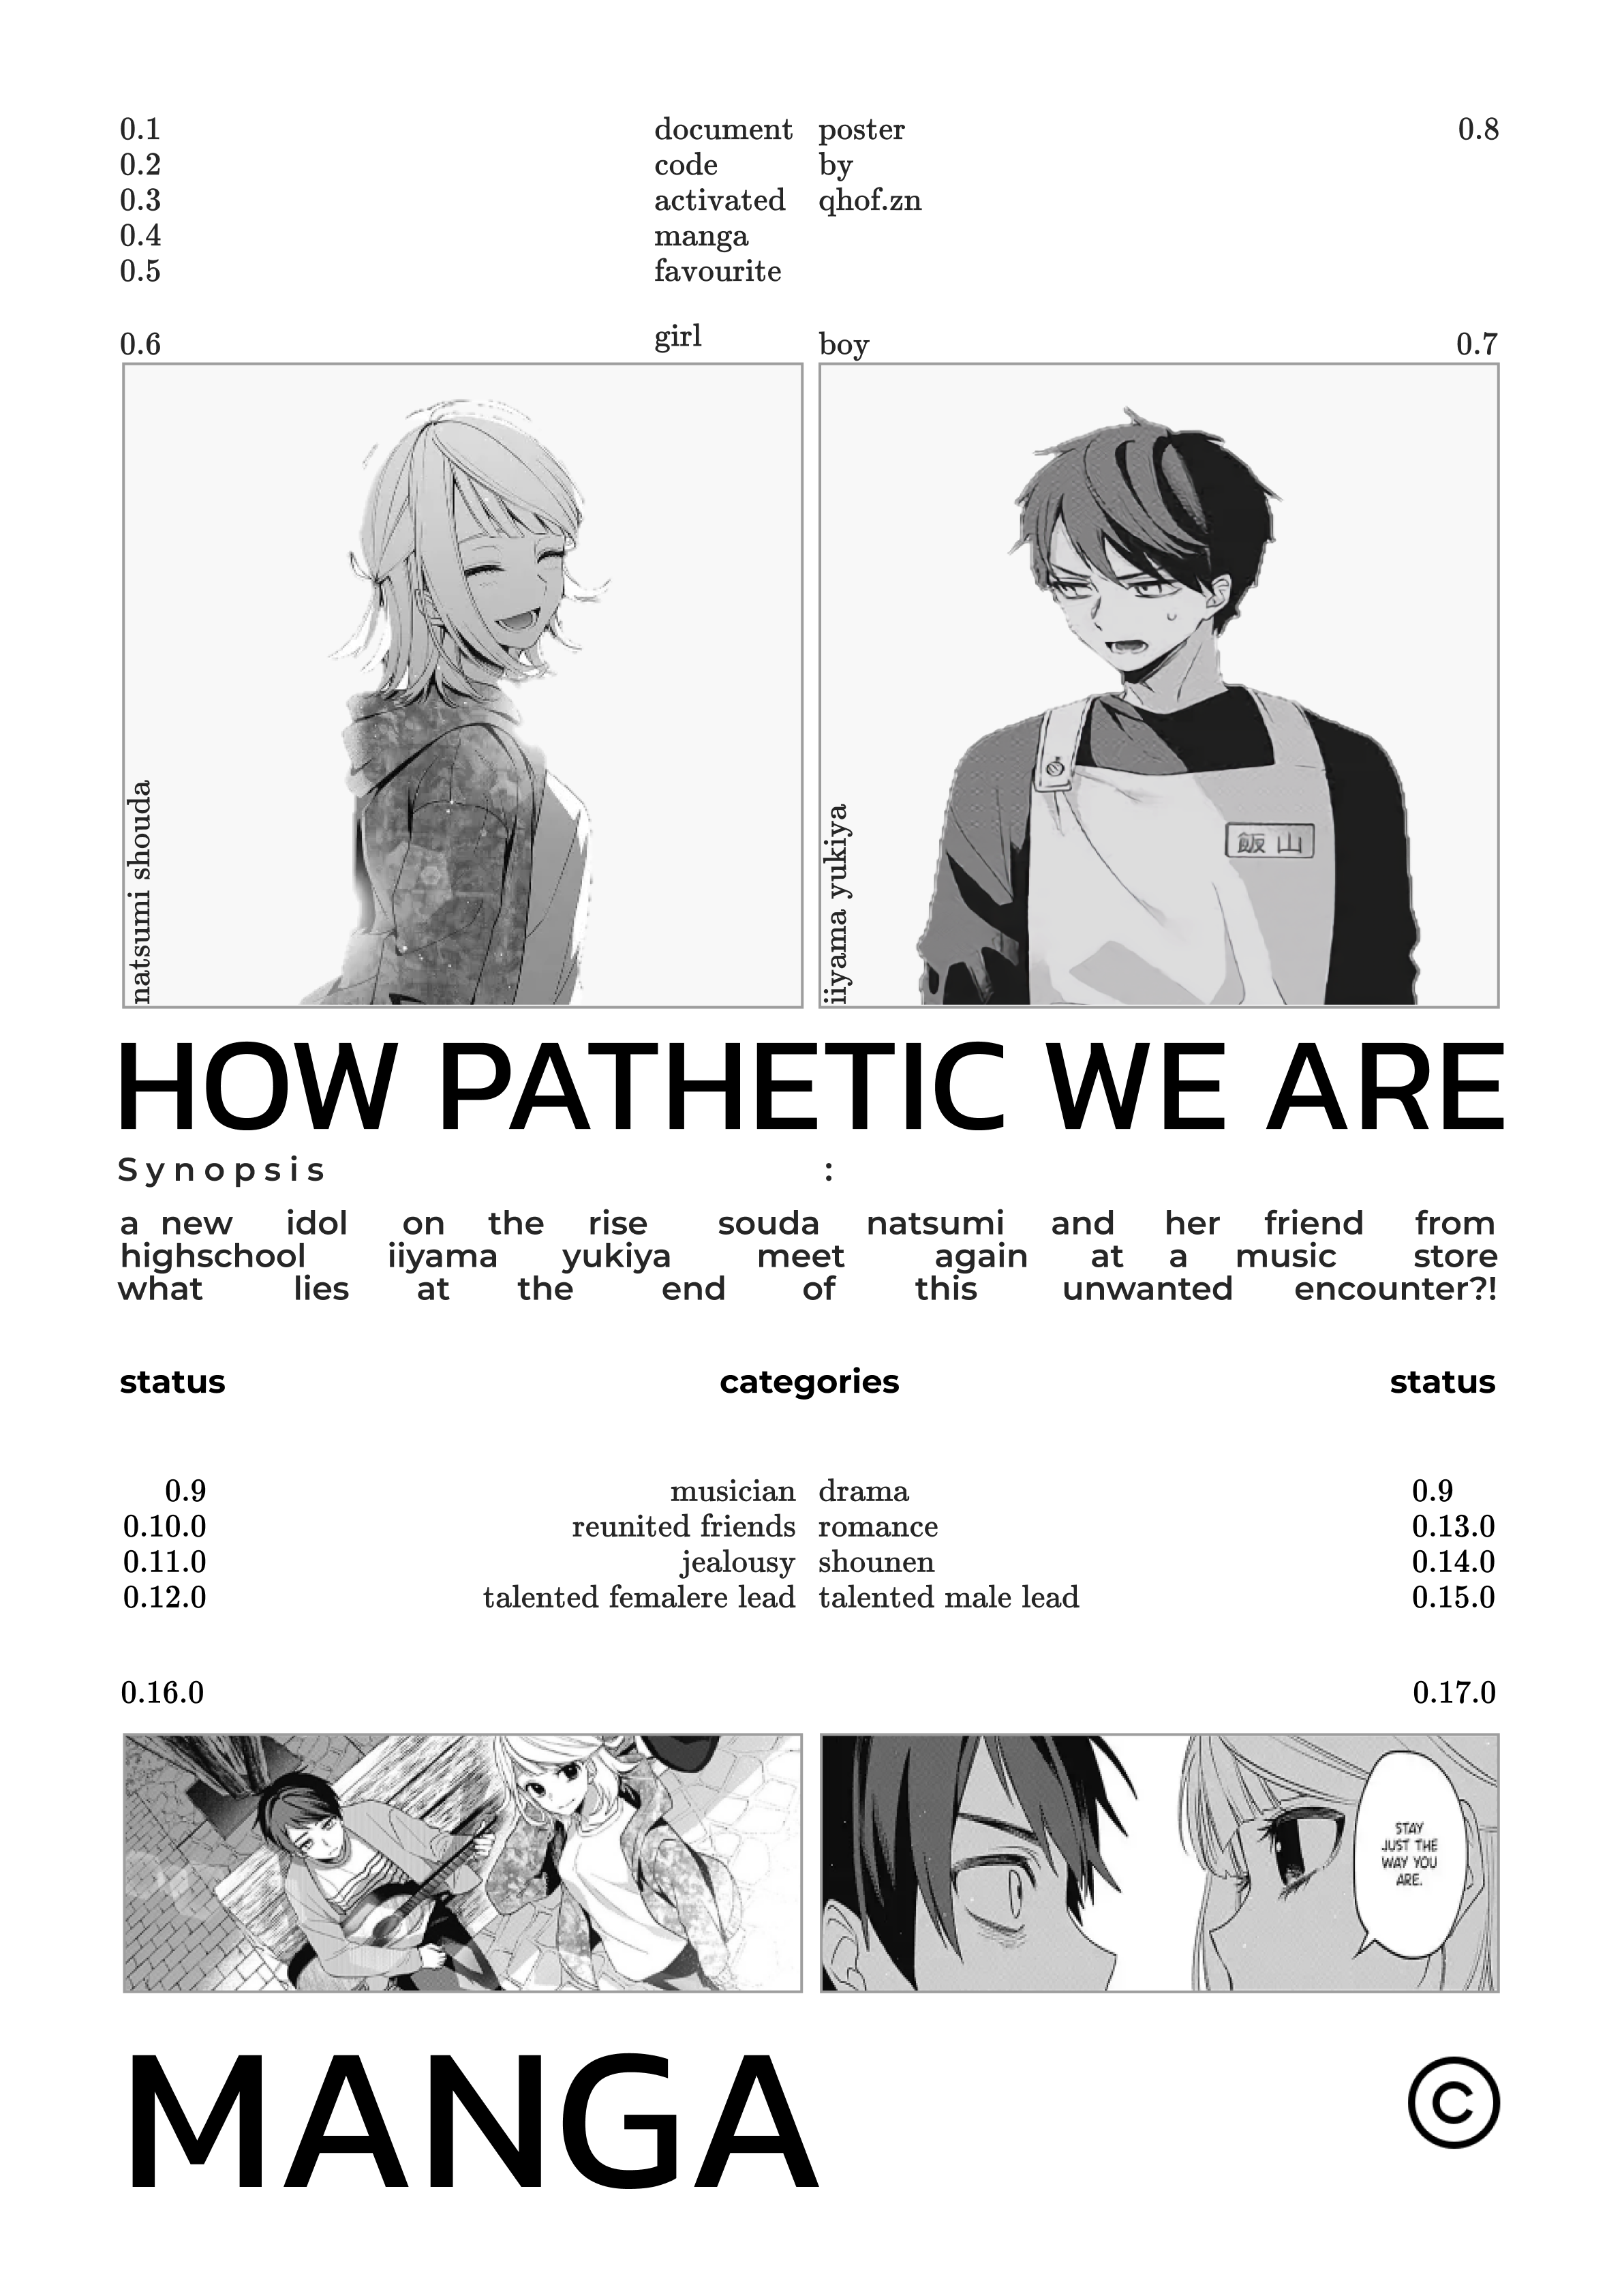 0.1 document poster 0.8
0.2 code by
0.3 activated qhof.zn
0.4 manga
0.5 favourite
0.6 girl boy 0.7
natsumi shouda
iiyama yukiya
飯山
HOW PATHETIC WE ARE
Synopsis :
a new idol on the rise souda natsumi and her friend from
highschool iiyama yukiya meet again at a music store
what lies at the end of this unwanted encounter?!
status categories status
0.9 musician drama 0.9
0.10.0 reunited friends romance 0.13.0
0.11.0 jealousy shounen 0.14.0
0.12.0 talented femalere lead talented male lead 0.15.0
0.16.0 0.17.0
STAY
JUST THE
WAY YOU
ARE.
MANGA ©